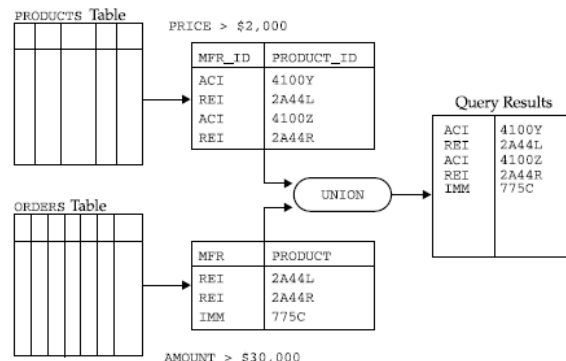 PRODUCTS Table
PRICE > $2,000
MFR_ID PRODUCT_ID
ACI 4100Y
REI 2A44L
ACI 4100Z
REI 2A44R
Query Results
ACI 4100Y
REI 2A44L
ACI 4100Z
REI 2A44R
IMM 775C
UNION
ORDERS Table
MFR PRODUCT
REI 2A44L
REI 2A44R
IMM 775C
AMOUNT > $30,000